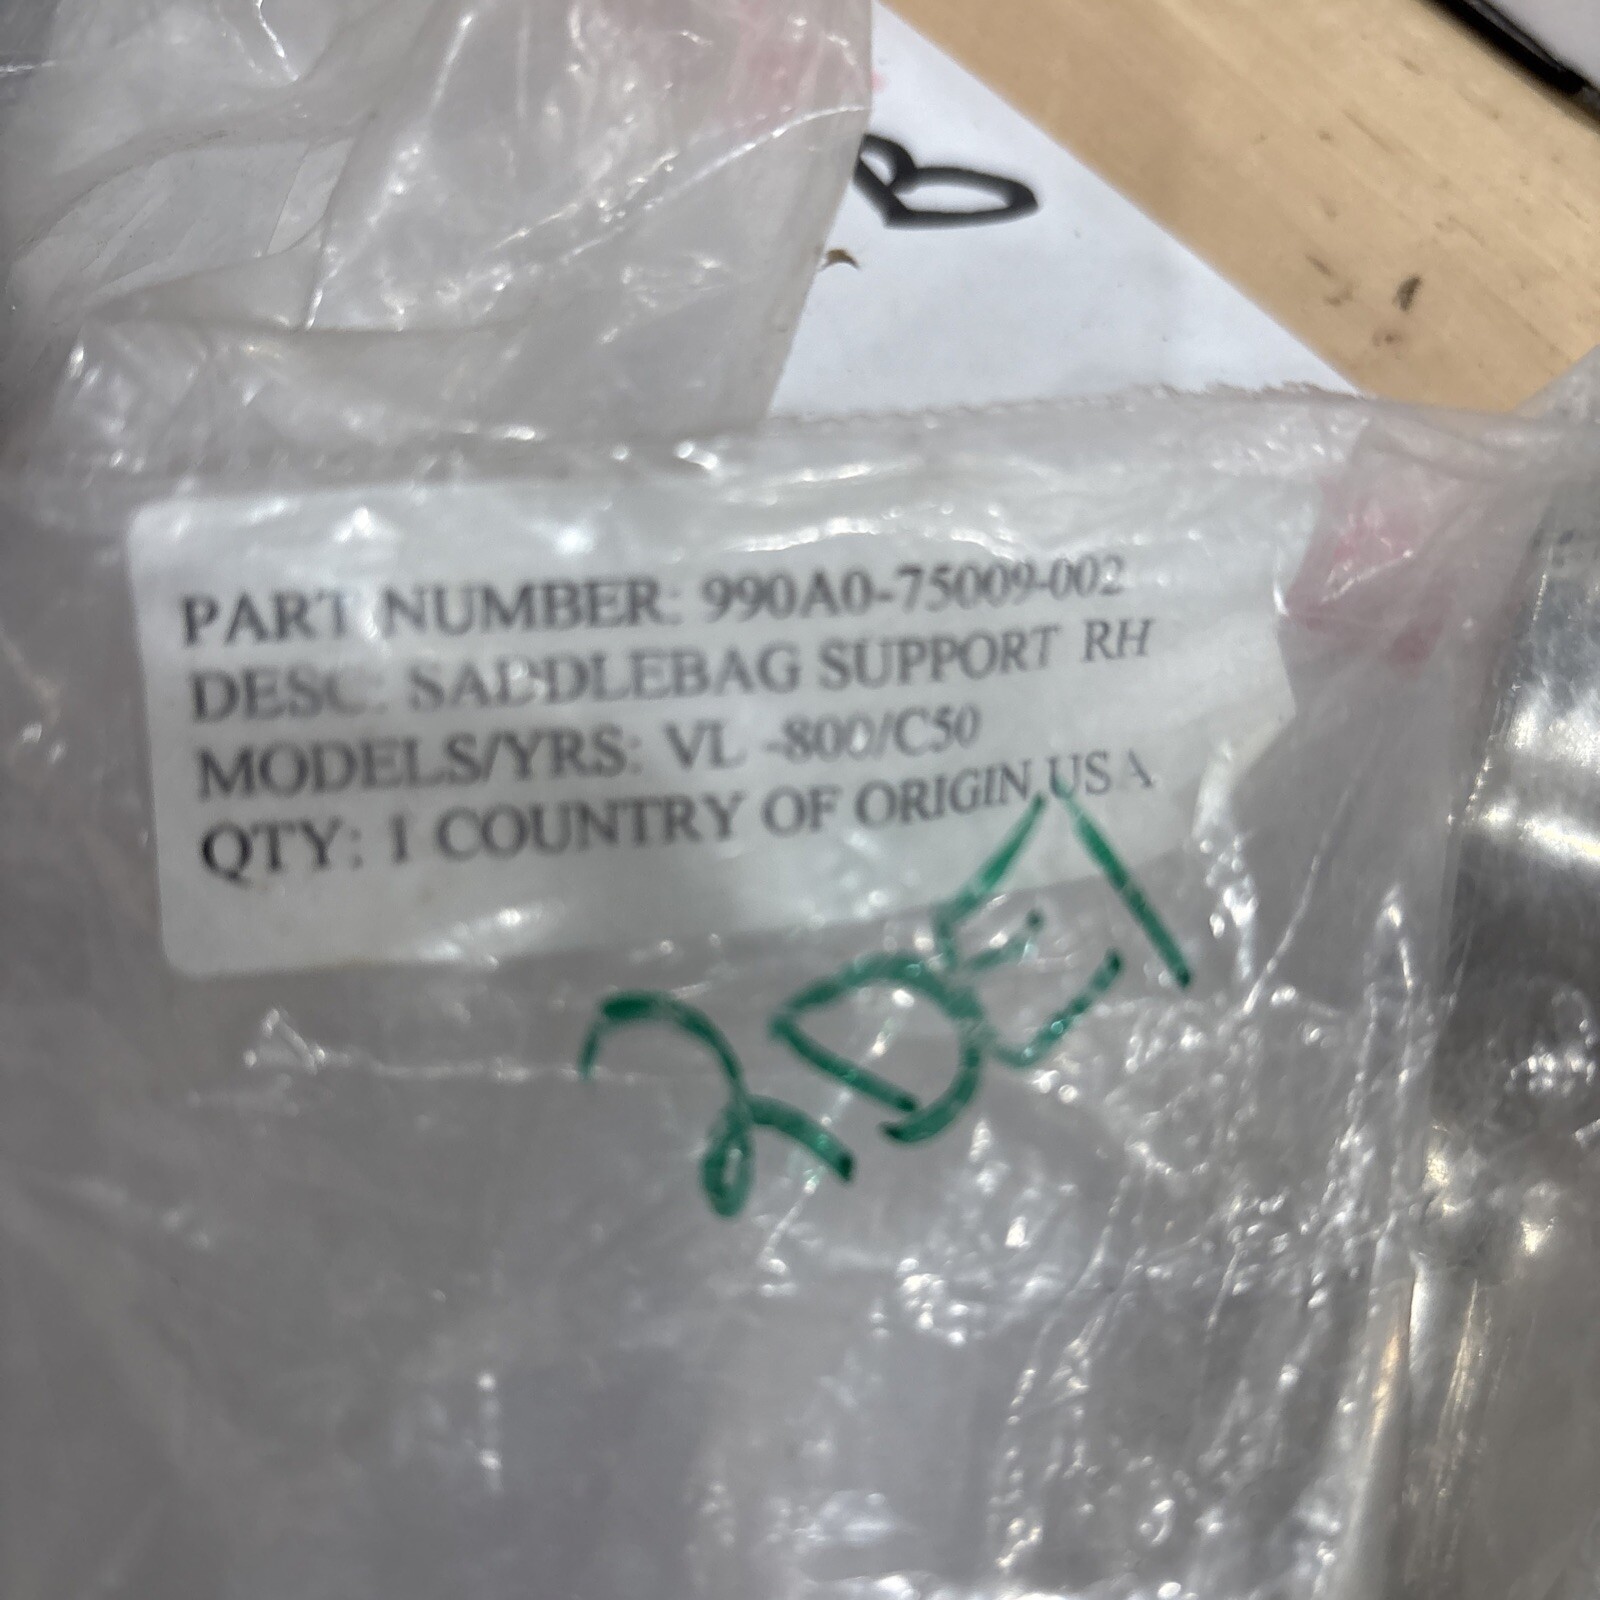 B
PART NUMBER: 990A0-75009-002
DESC: SADDLEBAG SUPPORT RH
MODELS/YRS: VL -800/C50
QTY: 1 COUNTRY OF ORIGIN USA
2DE1